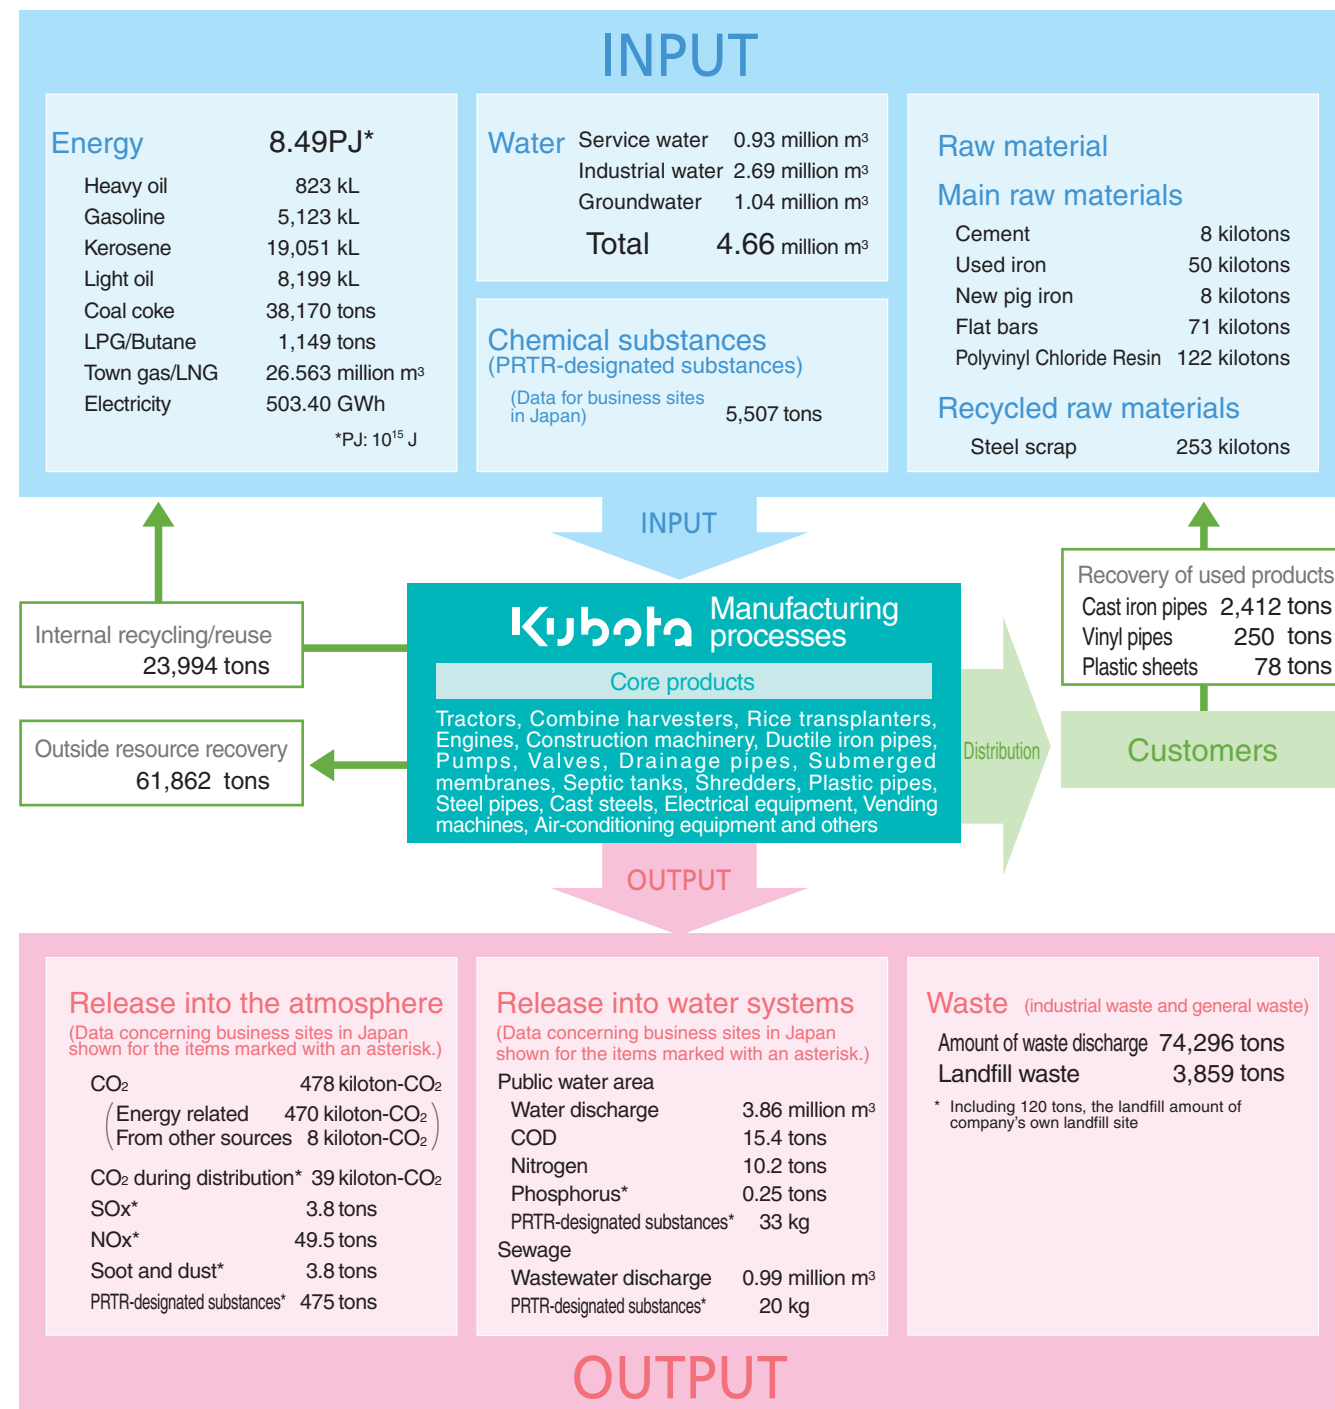 INPUT
Energy 8.49PJ*
Heavy oil 823 kL
Gasoline 5,123 kL
Kerosene 19,051 kL
Light oil 8,199 kL
Coal coke 38,170 tons
LPG/Butane 1,149 tons
Town gas/LNG 26.563 million m³
Electricity 503.40 GWh
*PJ: 10¹⁵ J
Water Service water 0.93 million m³
Industrial water 2.69 million m³
Groundwater 1.04 million m³
Total 4.66 million m³
Chemical substances
(PRTR-designated substances)
(Data for business sites
in Japan) 5,507 tons
Raw material
Main raw materials
Cement 8 kilotons
Used iron 50 kilotons
New pig iron 8 kilotons
Flat bars 71 kilotons
Polyvinyl Chloride Resin 122 kilotons
Recycled raw materials
Steel scrap 253 kilotons
INPUT
Internal recycling/reuse
23,994 tons
Outside resource recovery
61,862 tons
Kubota Manufacturing
processes
Core products
Tractors, Combine harvesters, Rice transplanters,
Engines, Construction machinery, Ductile iron pipes,
Pumps, Valves, Drainage pipes, Submerged
membranes, Septic tanks, Shredders, Plastic pipes,
Steel pipes, Cast steels, Electrical equipment, Vending
machines, Air-conditioning equipment and others
Distribution
Recovery of used products
Cast iron pipes 2,412 tons
Vinyl pipes 250 tons
Plastic sheets 78 tons
Customers
OUTPUT
Release into the atmosphere
(Data concerning business sites in Japan
shown for the items marked with an asterisk.)
CO₂ 478 kiloton-CO₂
(Energy related 470 kiloton-CO₂
From other sources 8 kiloton-CO₂)
CO₂ during distribution* 39 kiloton-CO₂
SOx* 3.8 tons
NOx* 49.5 tons
Soot and dust* 3.8 tons
PRTR-designated substances* 475 tons
Release into water systems
(Data concerning business sites in Japan
shown for the items marked with an asterisk.)
Public water area
Water discharge 3.86 million m³
COD 15.4 tons
Nitrogen 10.2 tons
Phosphorus* 0.25 tons
PRTR-designated substances* 33 kg
Sewage
Wastewater discharge 0.99 million m³
PRTR-designated substances* 20 kg
Waste (industrial waste and general waste)
Amount of waste discharge 74,296 tons
Landfill waste 3,859 tons
* Including 120 tons, the landfill amount of
company's own landfill site
OUTPUT